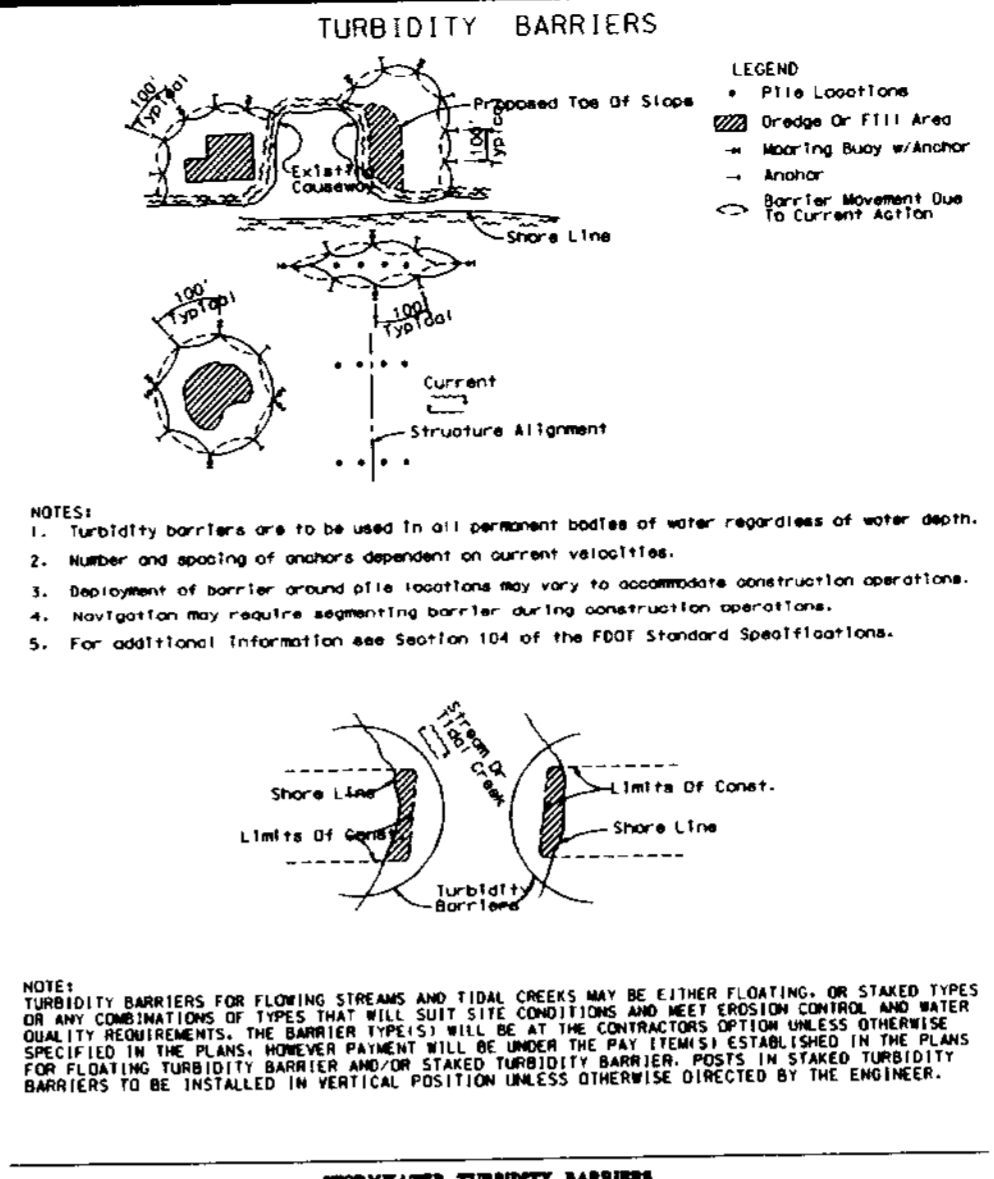 TURBIDITY BARRIERS
100'
Typical
LEGEND
Pile Locations
Dredge Or Fill Area
Mooring Buoy w/Anchor
Anchor
Barrier Movement Due
To Current Action
Proposed Toe Of Slope
100'
Typical
Existing
Causeway
Shore Line
100'
Typical
100'
Typical
Current
Structure Alignment
NOTES:
1. Turbidity barriers are to be used in all permanent bodies of water regardless of water depth.
2. Number and spacing of anchors dependent on current velocities.
3. Deployment of barrier around pile locations may vary to accommodate construction operations.
4. Navigation may require segmenting barrier during construction operations.
5. For additional information see Section 104 of the FDOT Standard Specifications.
Stream Or
Tidal Creek
Shore Line
Limits Of Const.
Limits Of Const.
Shore Line
Turbidity
Barriers
NOTE:
TURBIDITY BARRIERS FOR FLOWING STREAMS AND TIDAL CREEKS MAY BE EITHER FLOATING, OR STAKED TYPES
OR ANY COMBINATIONS OF TYPES THAT WILL SUIT SITE CONDITIONS AND MEET EROSION CONTROL AND WATER
QUALITY REQUIREMENTS. THE BARRIER TYPE(S) WILL BE AT THE CONTRACTORS OPTION UNLESS OTHERWISE
SPECIFIED IN THE PLANS, HOWEVER PAYMENT WILL BE UNDER THE PAY ITEM(S) ESTABLISHED IN THE PLANS
FOR FLOATING TURBIDITY BARRIER AND/OR STAKED TURBIDITY BARRIER. POSTS IN STAKED TURBIDITY
BARRIERS TO BE INSTALLED IN VERTICAL POSITION UNLESS OTHERWISE DIRECTED BY THE ENGINEER.
STORMWATER TURBIDITY BARRIERS